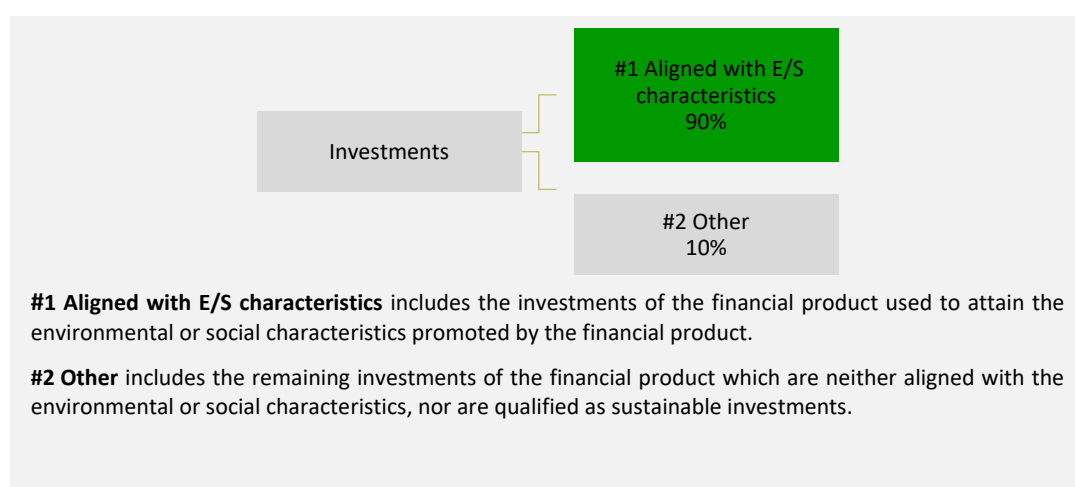 #1 Aligned with E/S
characteristics
90%
Investments
#2 Other
10%
#1 Aligned with E/S characteristics includes the investments of the financial product used to attain the
environmental or social characteristics promoted by the financial product.
#2 Other includes the remaining investments of the financial product which are neither aligned with the
environmental or social characteristics, nor are qualified as sustainable investments.